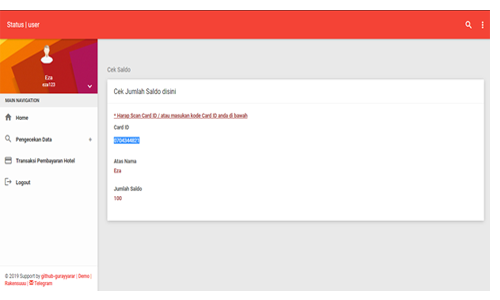 Status | user
Eza
eza123
MAIN NAVIGATION
Home
Pengecekan Data +
Transaksi Pembayaran Hotel
Logout
© 2019 Support by github-gurayyarar | Demo |
Rakensuas | Telegram
Cek Saldo
Cek Jumlah Saldo disini
* Harap Scan Card ID / atau masukan kode Card ID anda di bawah
Card ID
0704344821
Atas Nama
Eza
Jumlah Saldo
100